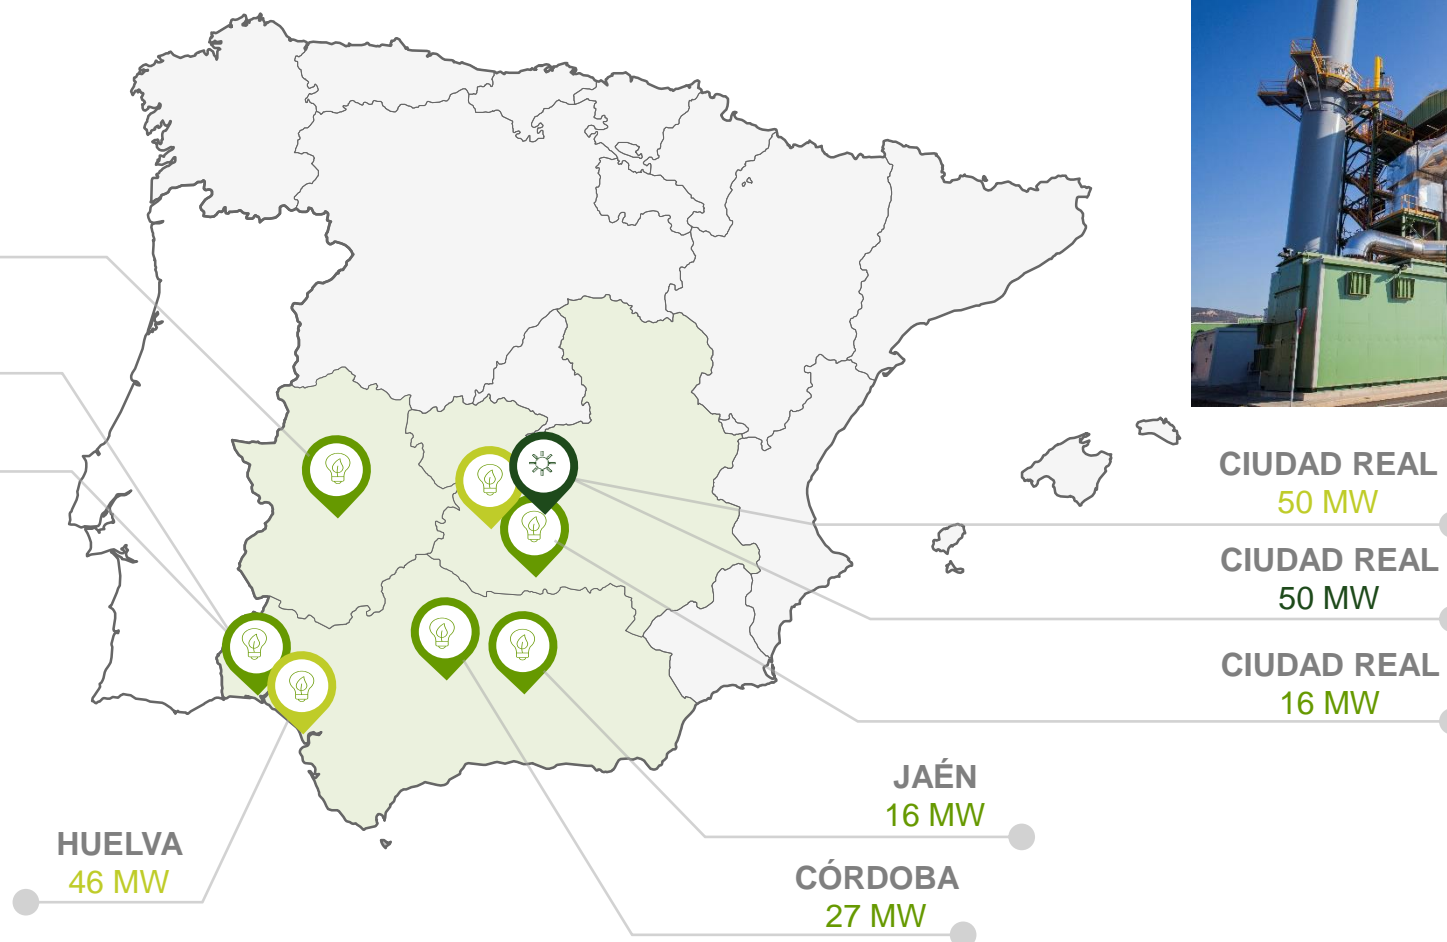 CIUDAD REAL
50 MW
CIUDAD REAL
50 MW
CIUDAD REAL
16 MW
JAÉN
16 MW
HUELVA
46 MW
CÓRDOBA
27 MW